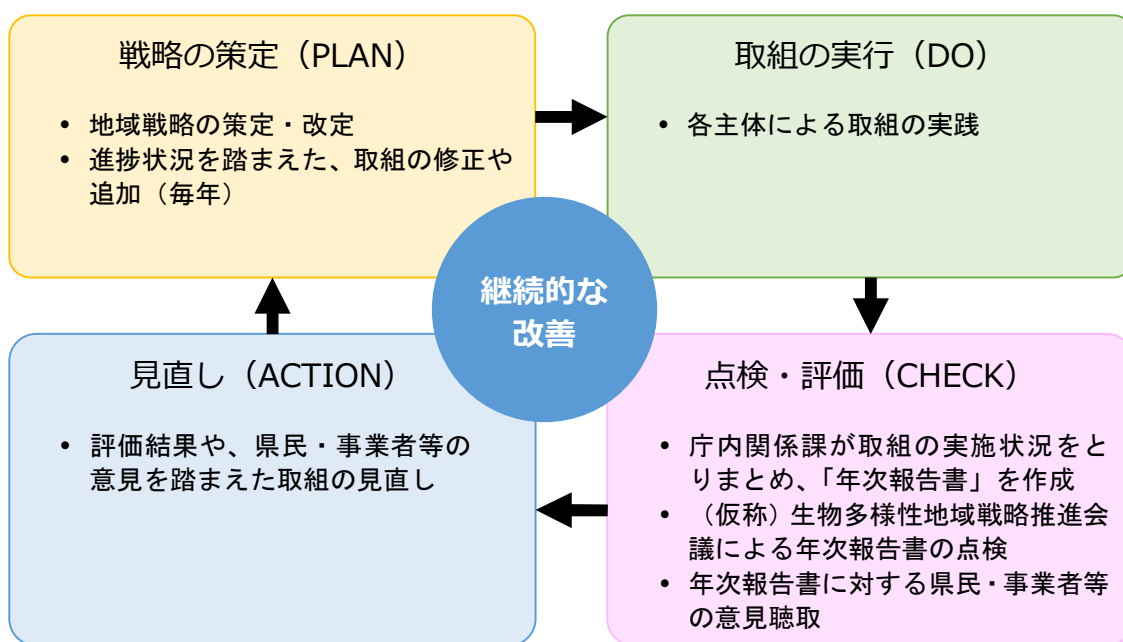 戦略の策定（PLAN）
• 地域戦略の策定・改定
• 進捗状況を踏まえた、取組の修正や
追加（毎年）
取組の実行（DO）
• 各主体による取組の実践
継続的な
改善
見直し（ACTION）
• 評価結果や、県民・事業者等の
意見を踏まえた取組の見直し
点検・評価（CHECK）
• 庁内関係課が取組の実施状況をと
りまとめ、「年次報告書」を作成
• （仮称）生物多様性地域戦略推進会
議による年次報告書の点検
• 年次報告書に対する県民・事業者等
の意見聴取